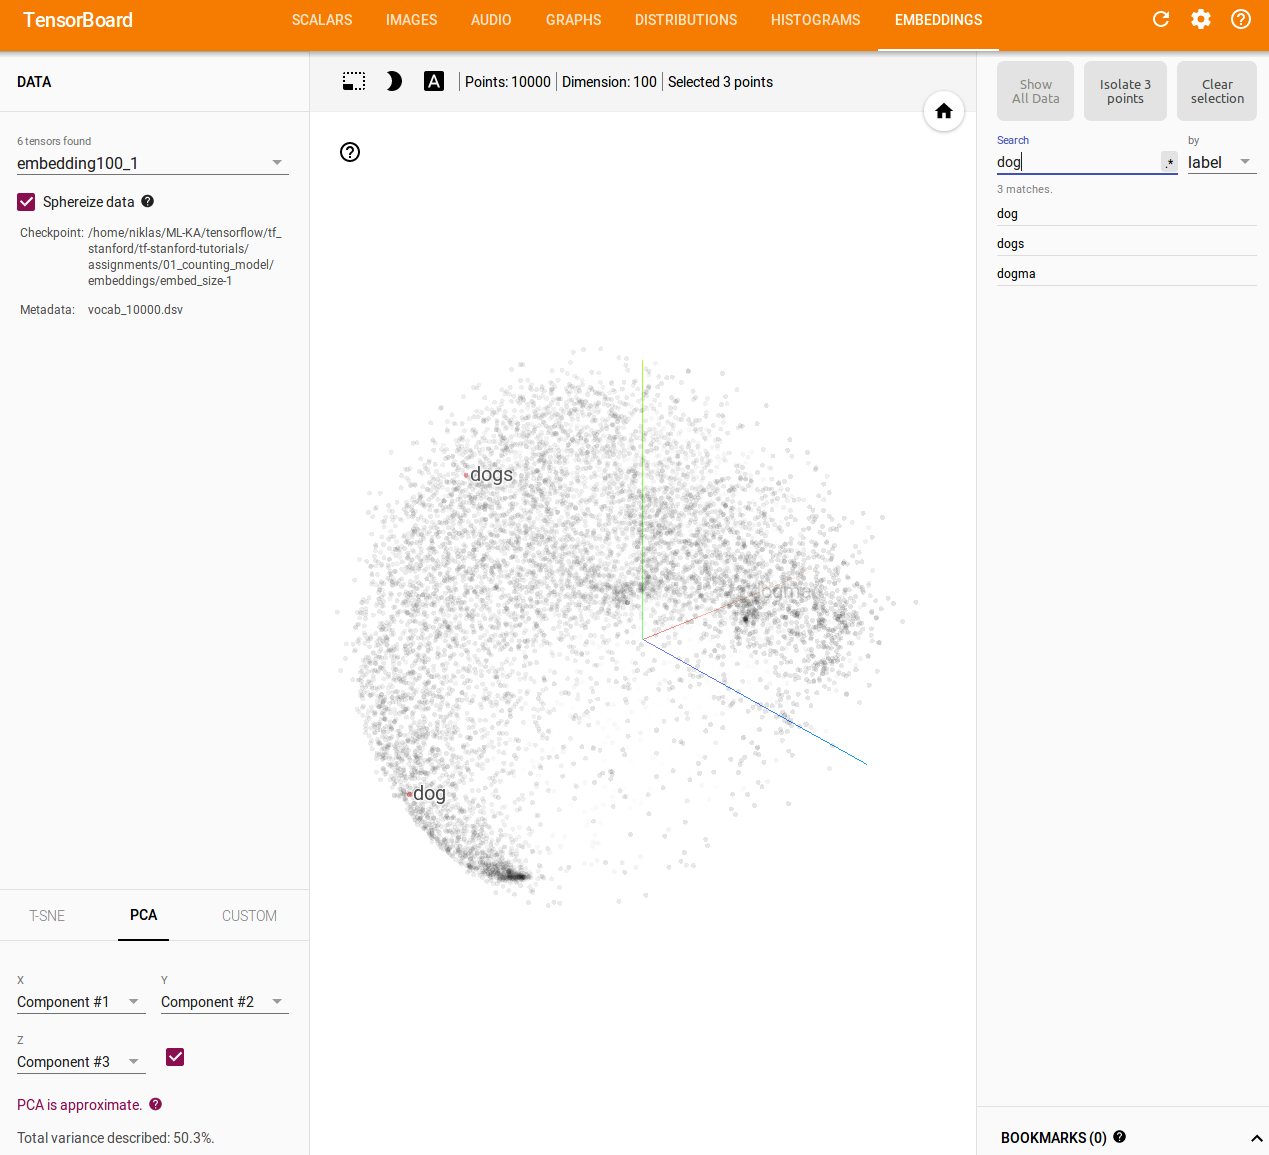 TensorBoard
SCALARS IMAGES AUDIO GRAPHS DISTRIBUTIONS HISTOGRAMS EMBEDDINGS
DATA
6 tensors found
embedding100_1
Sphereize data
Checkpoint: /home/niklas/ML-KA/tensorflow/tf_
stanford/tf-stanford-tutorials/
assignments/01_counting_model/
embeddings/embed_size-1
Metadata: vocab_10000.dsv
T-SNE PCA CUSTOM
X Y
Component #1 Component #2
Z
Component #3
PCA is approximate.
Total variance described: 50.3%.
A Points: 10000 Dimension: 100 Selected 3 points
dogs
dogma
dog
Show
All Data
Isolate 3
points
Clear
selection
Search by
dog .* label
3 matches.
dog
dogs
dogma
BOOKMARKS (0)